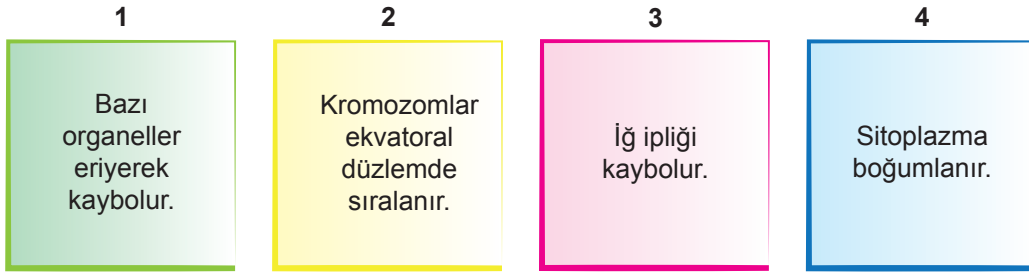 1
2
3
4
Bazı
organeller
eriyerek
kaybolur.
Kromozomlar
ekvatoral
düzlemde
sıralanır.
İğ ipliği
kaybolur.
Sitoplazma
boğumlanır.